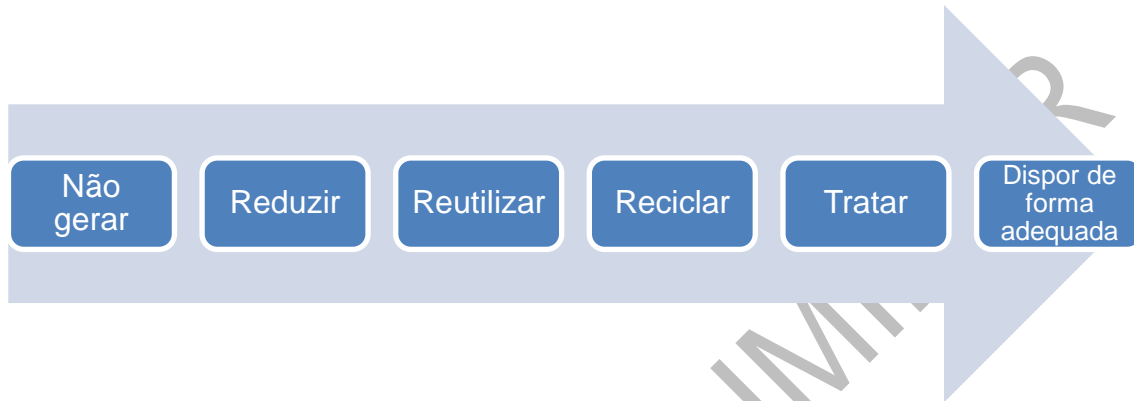 Não
gerar
Reduzir
Reutilizar
Reciclar
Tratar
Dispor de
forma
adequada